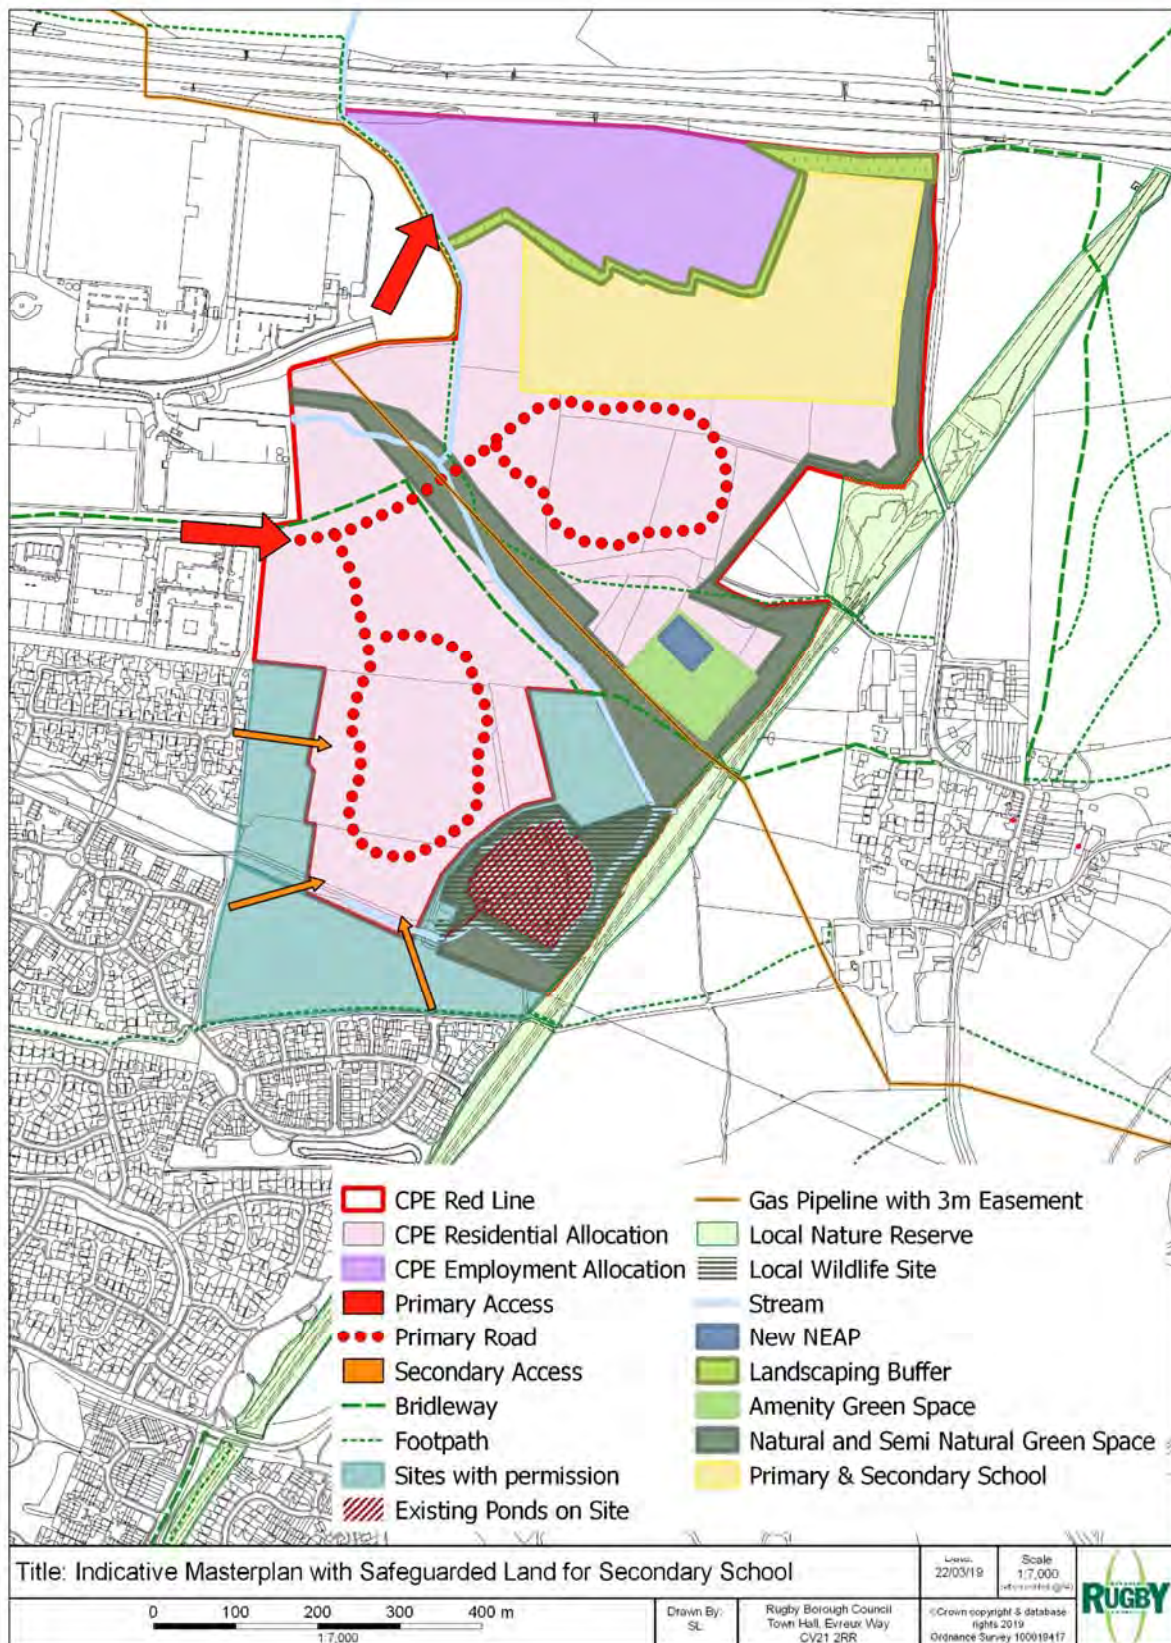 CPE Red Line
CPE Residential Allocation
CPE Employment Allocation
Primary Access
Primary Road
Secondary Access
Bridleway
Footpath
Sites with permission
Existing Ponds on Site
Gas Pipeline with 3m Easement
Local Nature Reserve
Local Wildlife Site
Stream
New NEAP
Landscaping Buffer
Amenity Green Space
Natural and Semi Natural Green Space
Primary & Secondary School
Title: Indicative Masterplan with Safeguarded Land for Secondary School
22/03/19
Scale
1:7,000
0 100 200 300 400 m
1:7,000
Drawn By:
SL
Rugby Borough Council
Town Hall, Evreux Way
CV21 2RR
©Crown copyright & database
rights 2019
Ordnance Survey 100019417
RUGBY